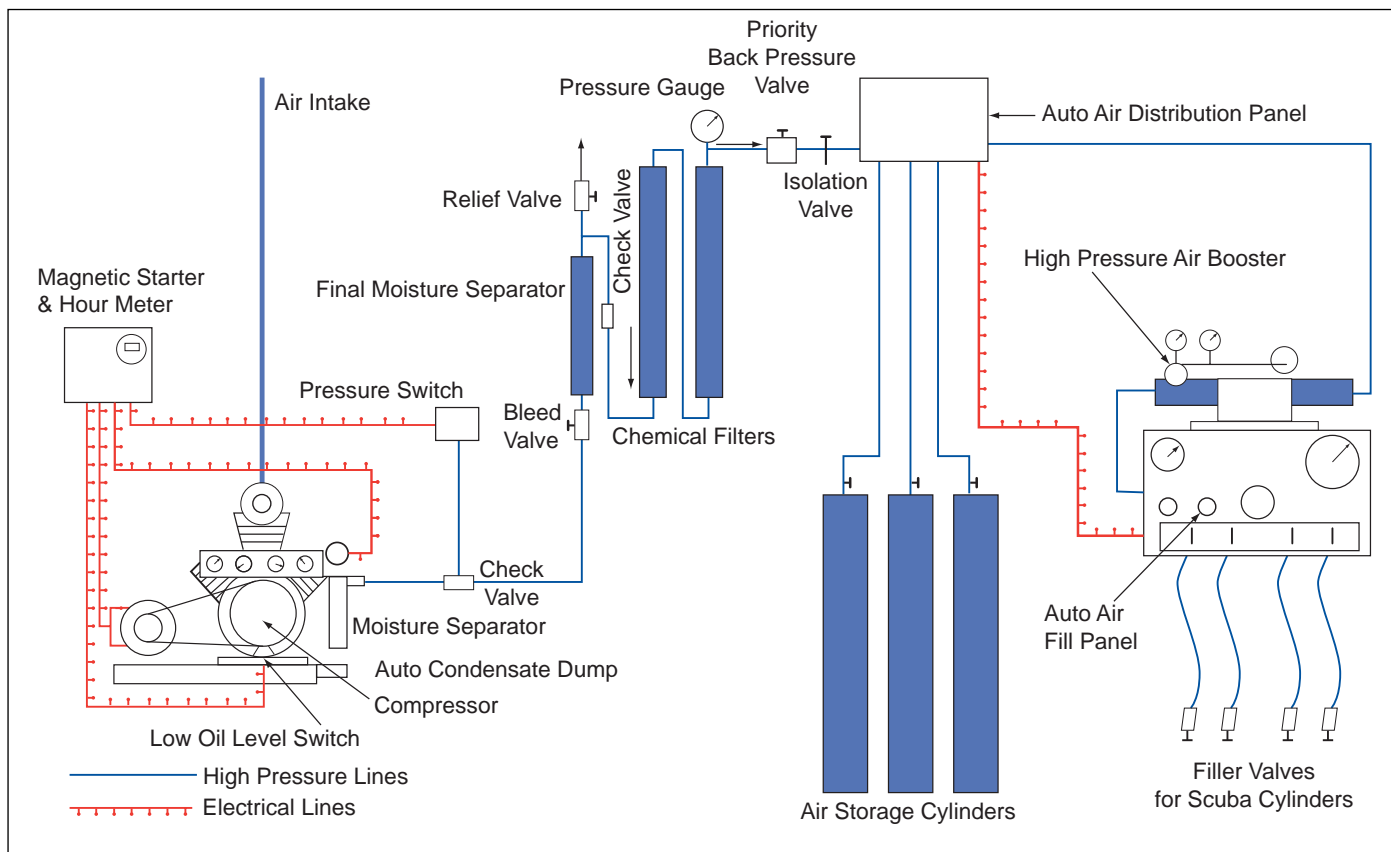 Priority
Back Pressure
Valve
Pressure Gauge
Air Intake
Auto Air Distribution Panel
Isolation
Valve
Relief Valve
Check Valve
High Pressure Air Booster
Magnetic Starter
& Hour Meter
Final Moisture Separator
Pressure Switch
Bleed
Valve
Chemical Filters
Check
Valve
Moisture Separator
Auto Air
Fill Panel
Auto Condensate Dump
Compressor
Low Oil Level Switch
High Pressure Lines
Electrical Lines
Air Storage Cylinders
Filler Valves
for Scuba Cylinders